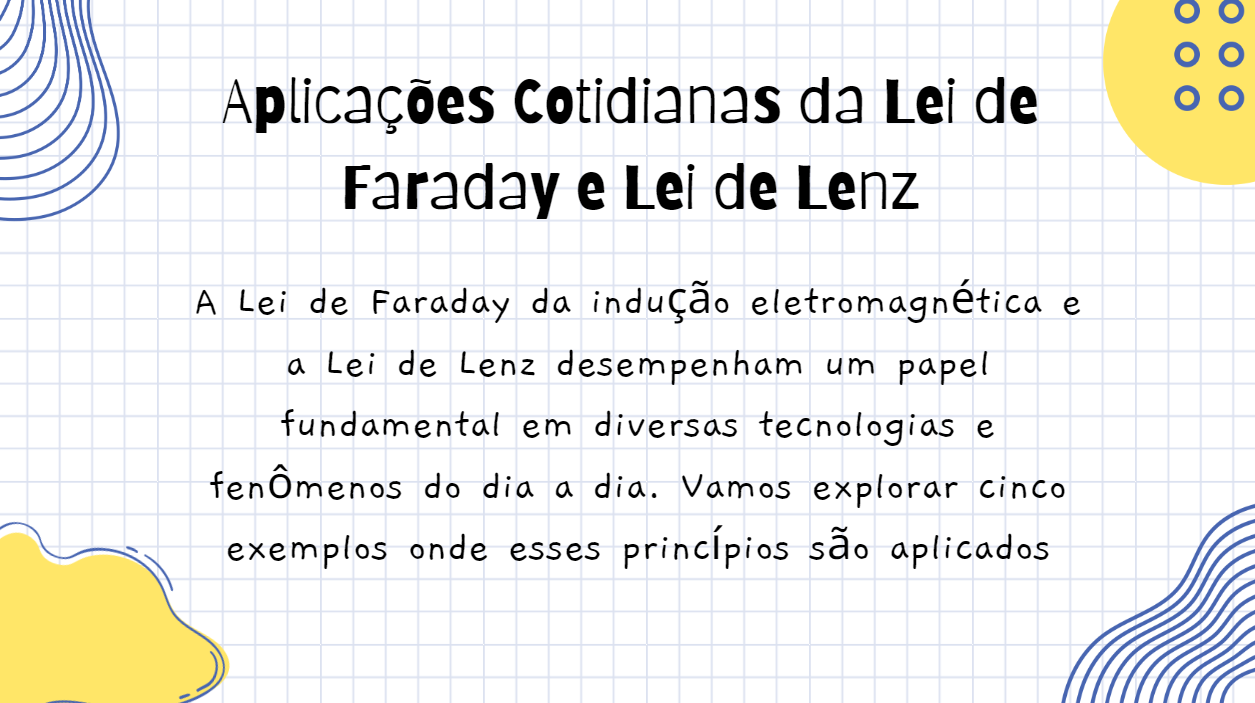 Aplicações Cotidianas da Lei de
Faraday e Lei de Lenz
A Lei de Faraday da indução eletromagnética e
a Lei de Lenz desempenham um papel
fundamental em diversas tecnologias e
fenÔmenos do dia a dia. Vamos explorar cinco
exemplos onde esses princípios são aplicados